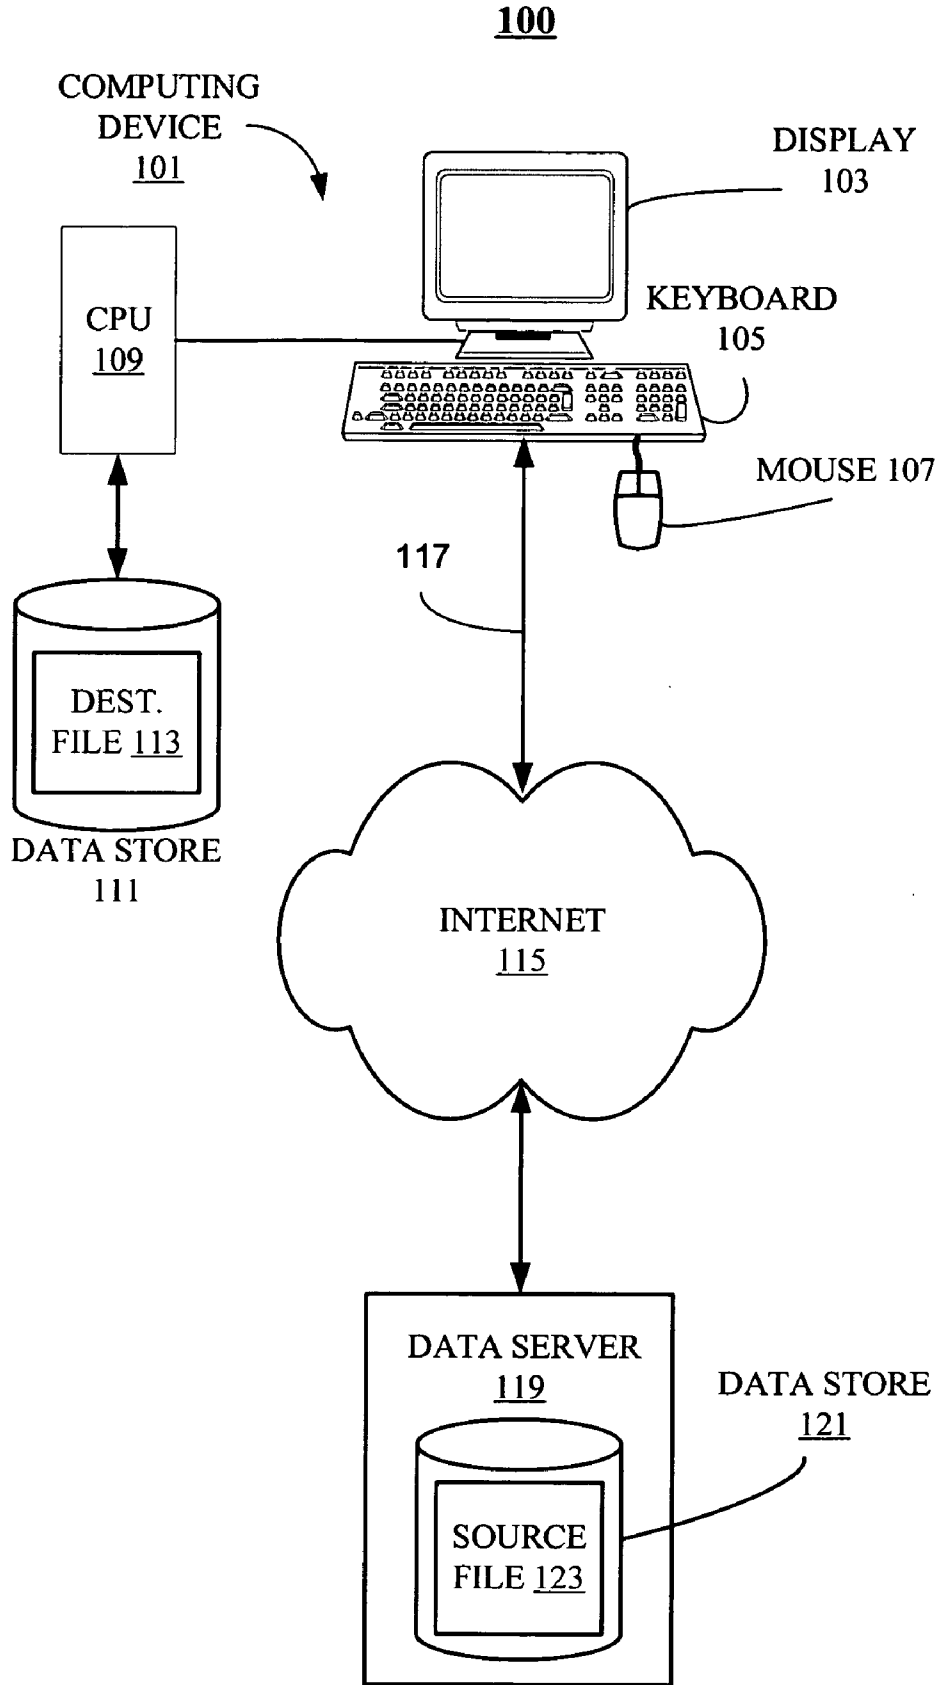 100
COMPUTING
DEVICE
101
DISPLAY
103
CPU
109
KEYBOARD
105
MOUSE 107
117
DEST.
FILE 113
DATA STORE
111
INTERNET
115
DATA SERVER
119
DATA STORE
121
SOURCE
FILE 123